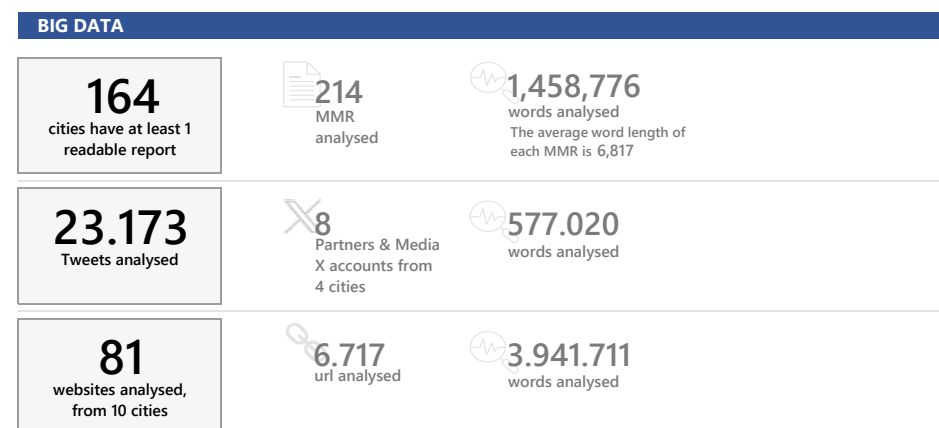 BIG DATA
164
cities have at least 1
readable report
214
MMR
analysed
1,458,776
words analysed
The average word length of
each MMR is 6,817
23.173
Tweets analysed
8
Partners & Media
X accounts from
4 cities
577.020
words analysed
81
websites analysed,
from 10 cities
6.717
url analysed
3.941.711
words analysed